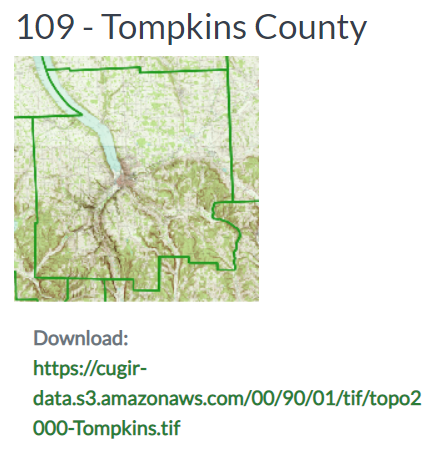 109 - Tompkins County
Download:
https://cugir-
data.s3.amazonaws.com/00/90/01/tif/topo2
000-Tompkins.tif